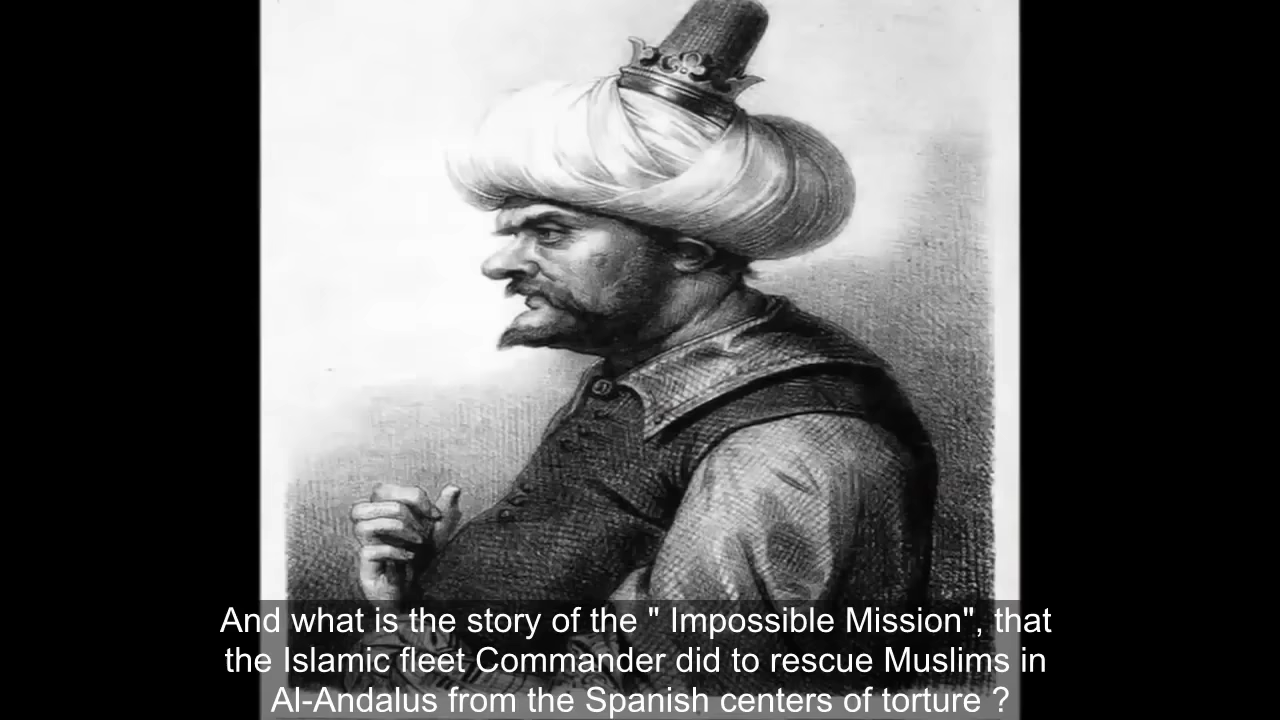 And what is the story of the " Impossible Mission", that
the Islamic fleet Commander did to rescue Muslims in
Al-Andalus from the Spanish centers of torture ?